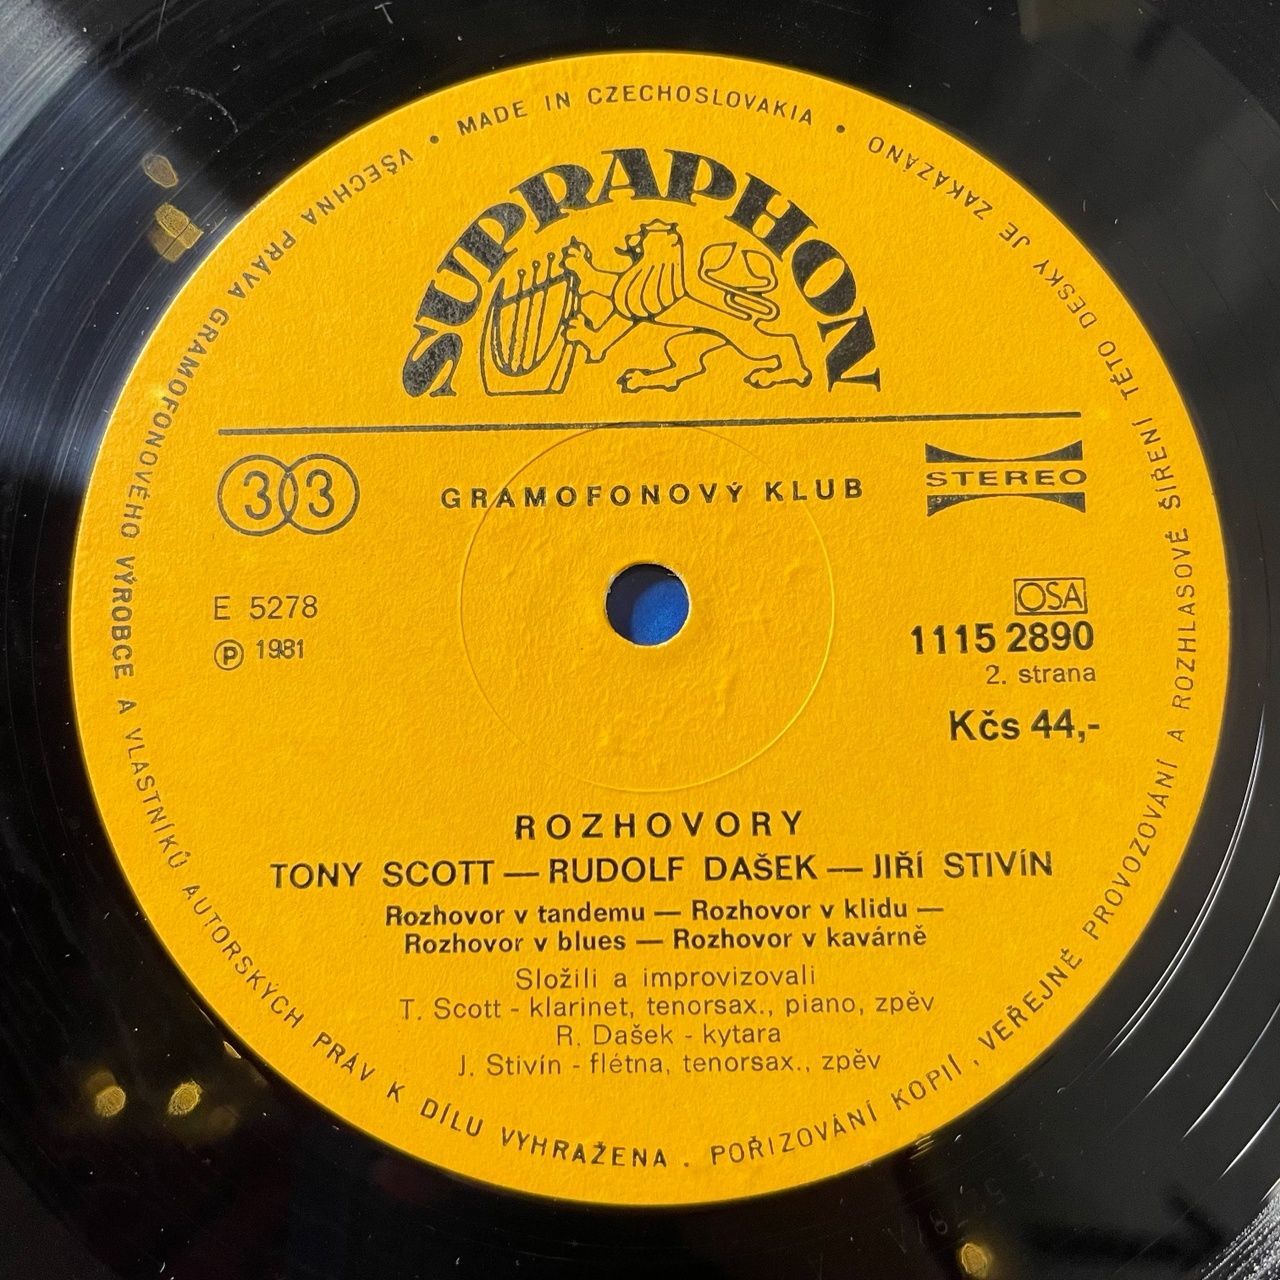 MADE IN CZECHOSLOVAKIA • VŠECHNA PRÁVA GRAMOFONOVÉHO VÝROBCE A VLASTNÍKŮ AUTORSKÝCH PRÁV K DÍLU VYHRAŽENA . POŘIZOVÁNÍ KOPIÍ, VEŘEJNÉ PROVOZOVÁNÍ A ROZHLASOVÉ ŠÍŘENÍ TÉTO DESKY JE ZAKÁZÁNO •
SUPRAPHON
33
GRAMOFONOVÝ KLUB
STEREO
E 5278
Ⓟ 1981
OSA
1115 2890
2. strana
Kčs 44,-
ROZHOVORY
TONY SCOTT — RUDOLF DAŠEK — JIŘÍ STIVÍN
Rozhovor v tandemu — Rozhovor v klidu —
Rozhovor v blues — Rozhovor v kavárně
Složili a improvizovali
T. Scott - klarinet, tenorsax., piano, zpěv
R. Dašek - kytara
J. Stivín - flétna, tenorsax., zpěv